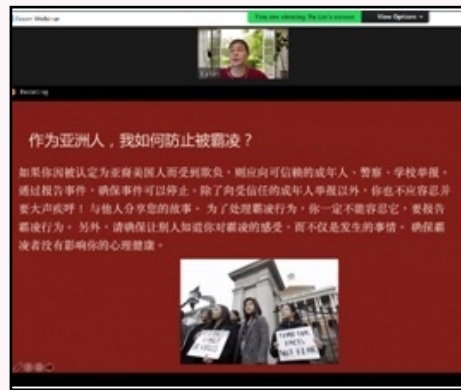 Zoom Webinar
You are viewing Yu Lin's screen View Options
Recording
作为亚洲人，我如何防止被霸凌？
如果你因被认定为亚裔美国人而受到欺负，则应向可信赖的成年人、警察、学校举报。
通过报告事件，确保事件可以停止。除了向受信任的成年人举报以外，你也不应容忍并
要大声疾呼！与他人分享您的故事。为了处理霸凌行为，你一定不能容忍它，要报告
霸凌行为。另外，请确保让别人知道你对霸凌的感受，而不仅是发生的事情。确保霸
凌者没有影响你的心理健康。
NOT
FACTS
NOT FEAR